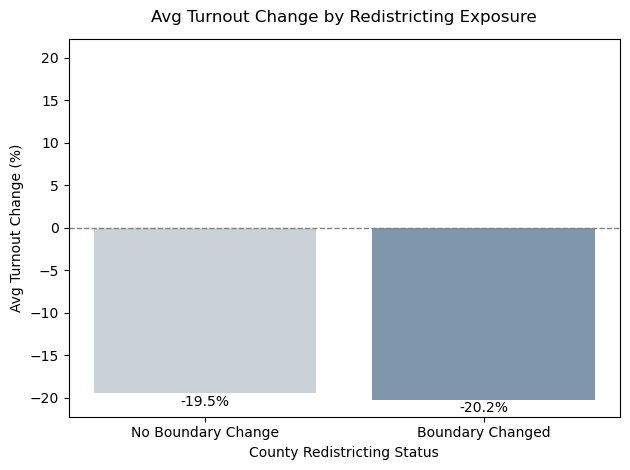 Avg Turnout Change by Redistricting Exposure
Avg Turnout Change (%)
20
15
10
5
0
−5
−10
−15
−20
-19.5%
-20.2%
No Boundary Change
Boundary Changed
County Redistricting Status